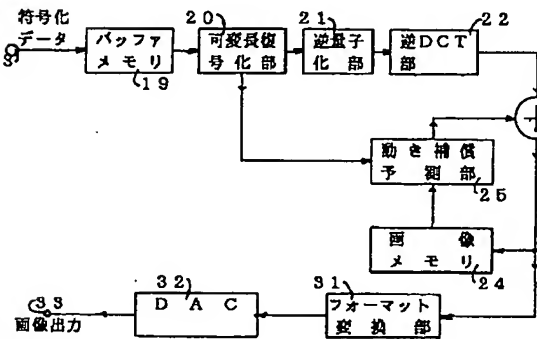 符号化
データ
3
バッファ
メモリ
19
20
可変長復
号化部
21
逆量子
化部
22
逆DCT
部
動き補償
予測部
25
画像
メモリ
24
31
フォーマット
変換部
32
DAC
33
画像出力